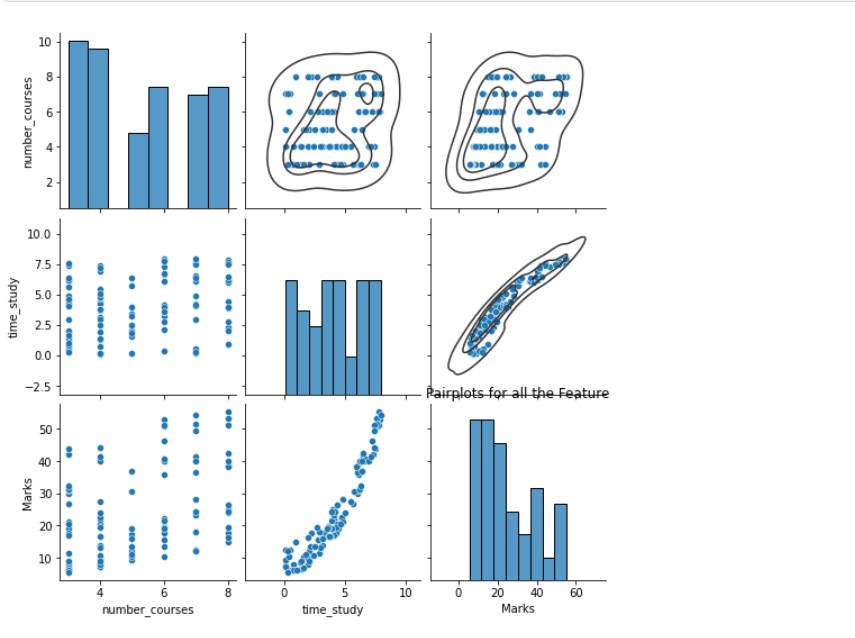 10
8
6
4
2
number_courses
10.0
7.5
5.0
2.5
0.0
−2.5
time_study
Pairplots for all the Feature
50
40
30
20
10
Marks
4 6 8
number_courses
0 5 10
time_study
0 20 40 60
Marks